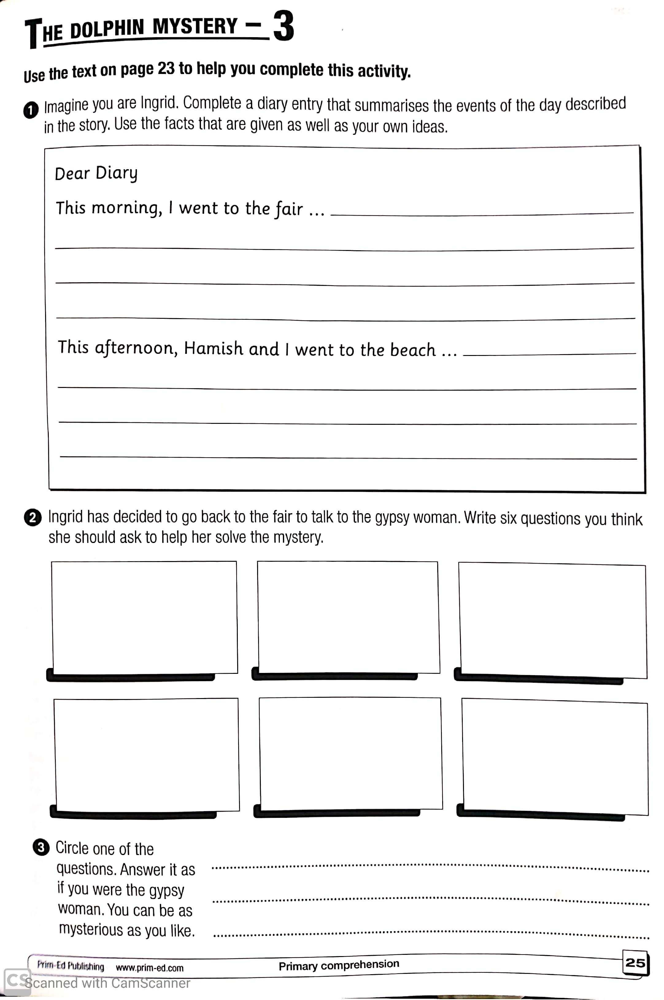 THE DOLPHIN MYSTERY – 3
Use the text on page 23 to help you complete this activity.
1 Imagine you are Ingrid. Complete a diary entry that summarises the events of the day described
in the story. Use the facts that are given as well as your own ideas.
Dear Diary
This morning, I went to the fair ...
This afternoon, Hamish and I went to the beach ...
2 Ingrid has decided to go back to the fair to talk to the gypsy woman. Write six questions you think
she should ask to help her solve the mystery.
3 Circle one of the
questions. Answer it as
if you were the gypsy
woman. You can be as
mysterious as you like.
Prim-Ed Publishing www.prim-ed.com Primary comprehension 25
CS Scanned with CamScanner